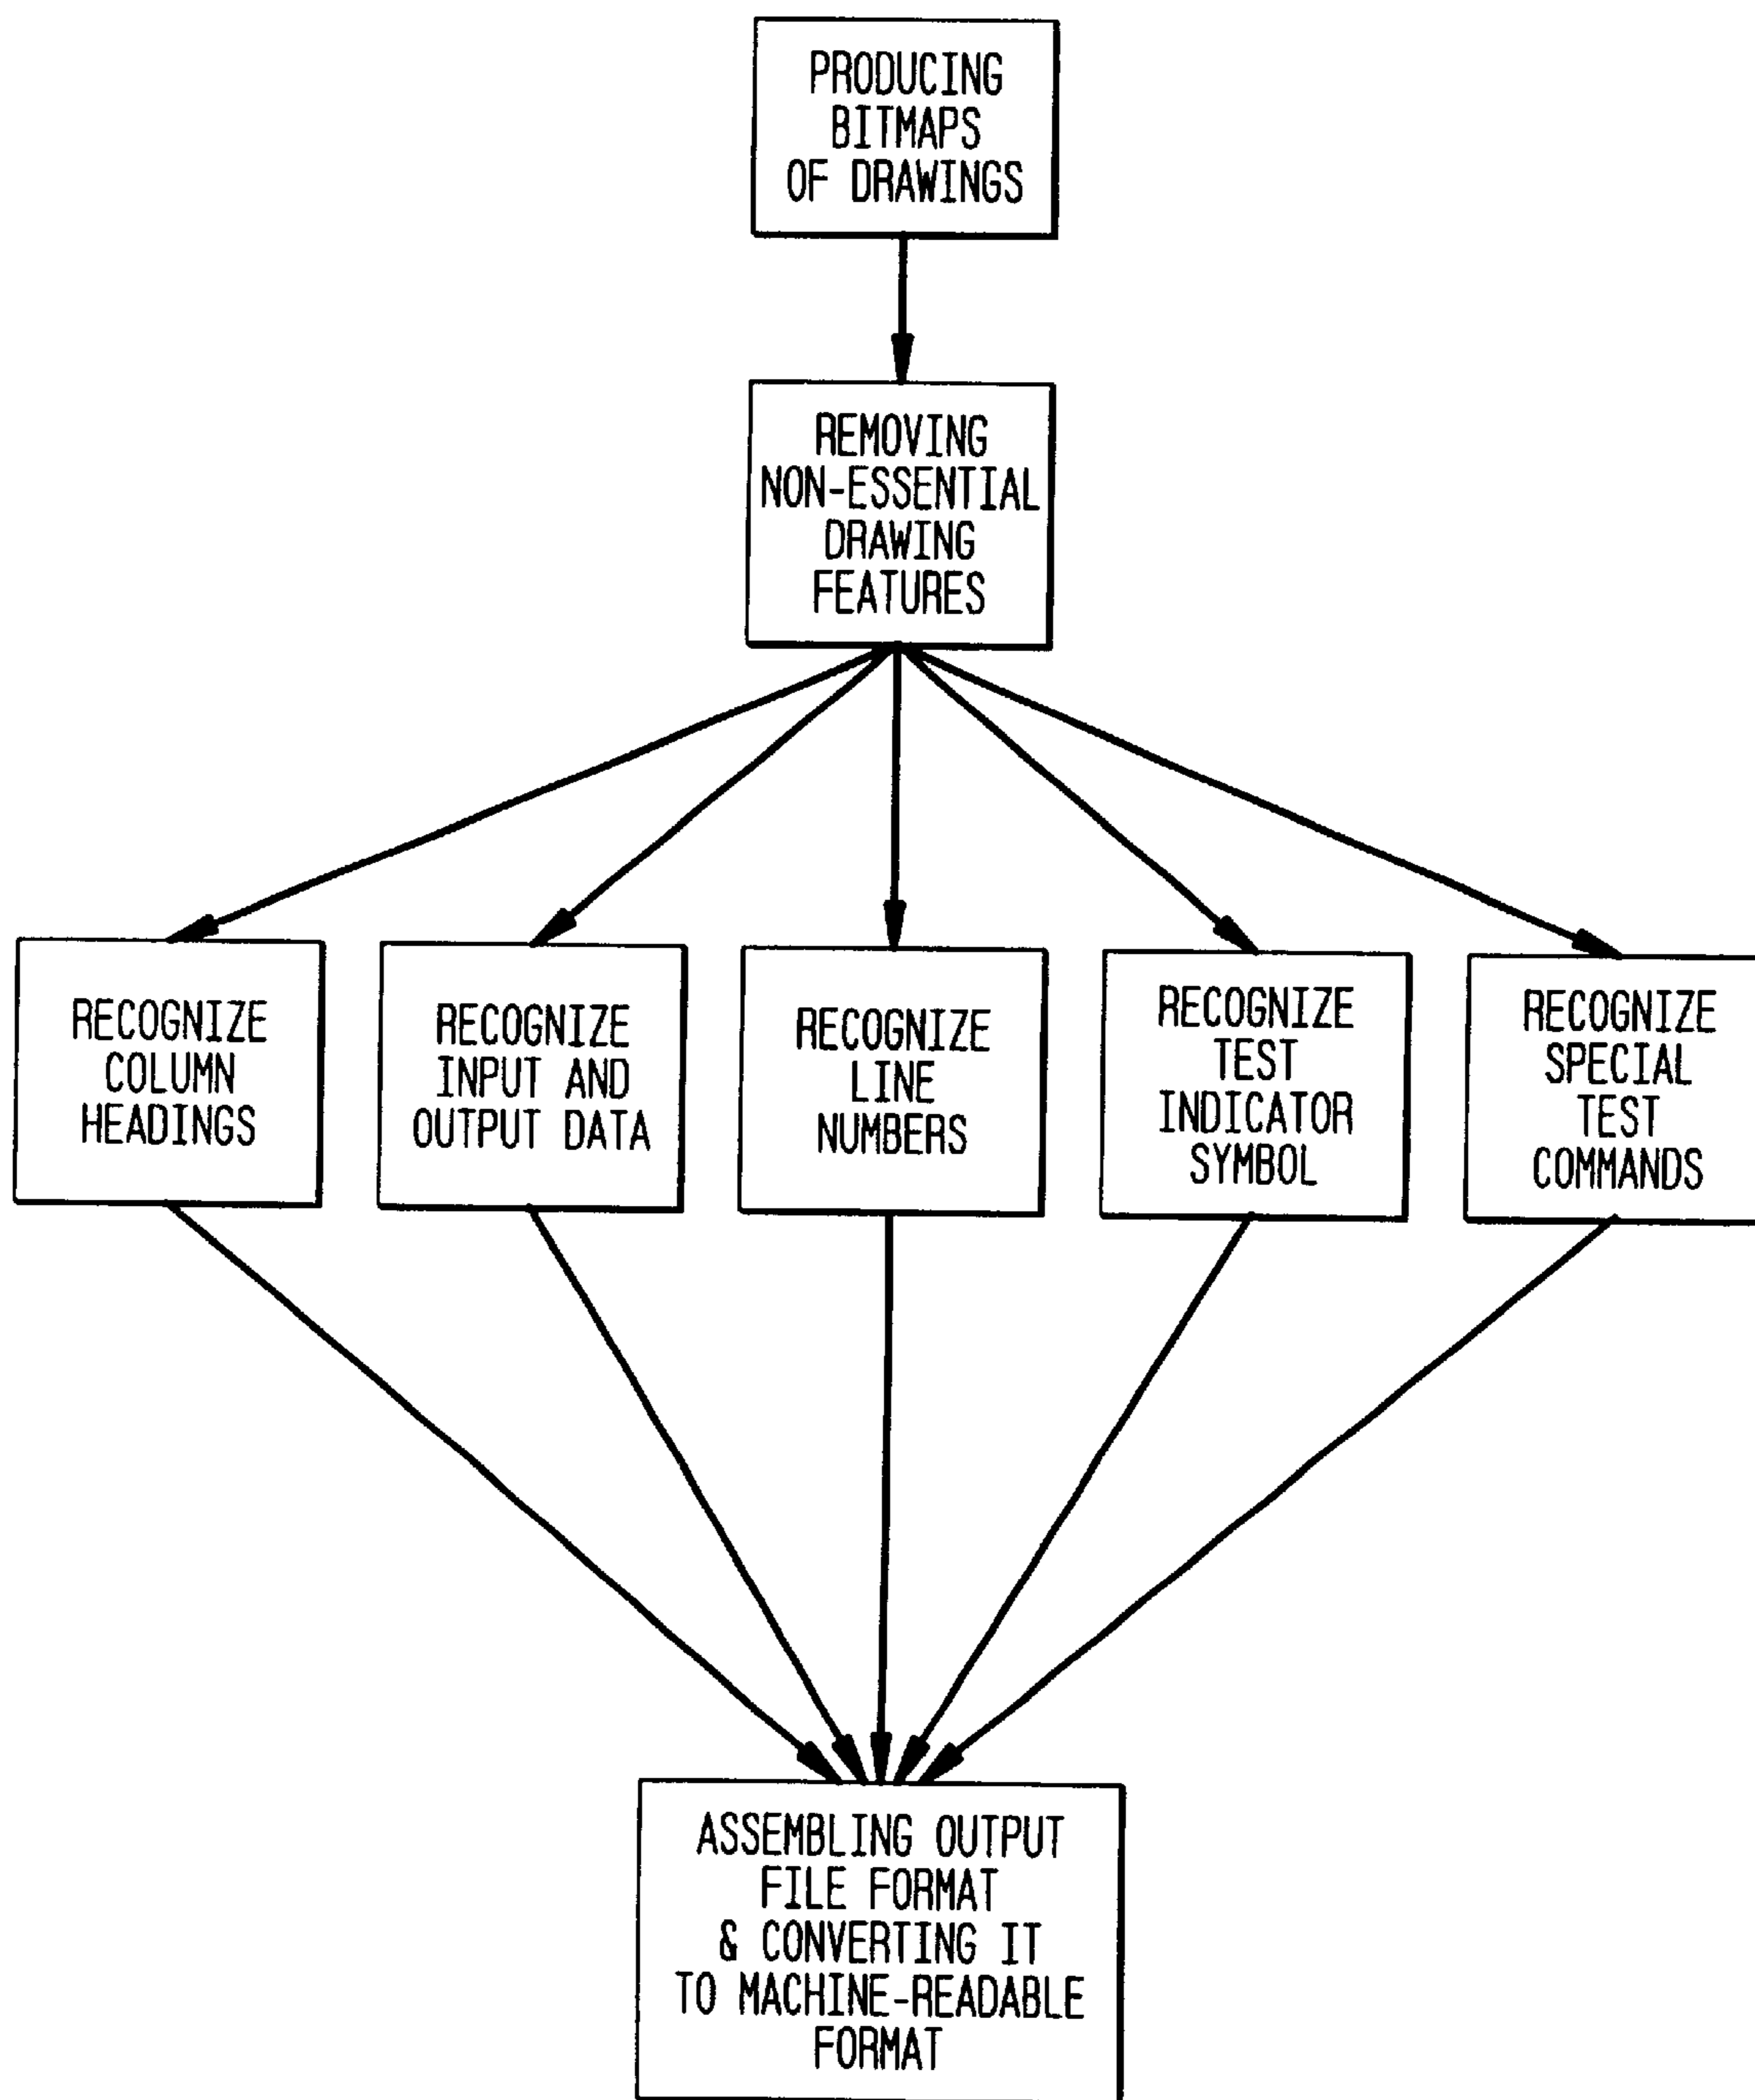 PRODUCING
BITMAPS
OF DRAWINGS
REMOVING
NON-ESSENTIAL
DRAWING
FEATURES
RECOGNIZE
COLUMN
HEADINGS
RECOGNIZE
INPUT AND
OUTPUT DATA
RECOGNIZE
LINE
NUMBERS
RECOGNIZE
TEST
INDICATOR
SYMBOL
RECOGNIZE
SPECIAL
TEST
COMMANDS
ASSEMBLING OUTPUT
FILE FORMAT
& CONVERTING IT
TO MACHINE-READABLE
FORMAT